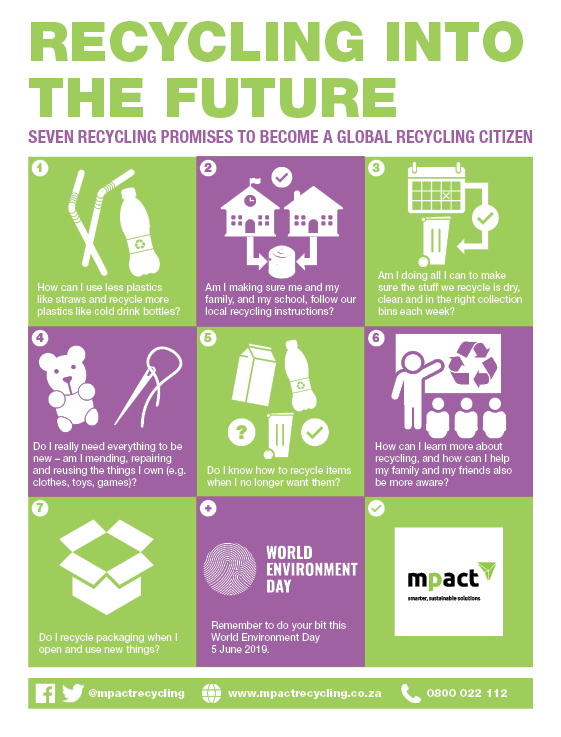 RECYCLING INTO
THE FUTURE
SEVEN RECYCLING PROMISES TO BECOME A GLOBAL RECYCLING CITIZEN
1
How can I use less plastics
like straws and recycle more
plastics like cold drink bottles?
2
Am I making sure me and my
family, and my school, follow our
local recycling instructions?
3
Am I doing all I can to make
sure the stuff we recycle is dry,
clean and in the right collection
bins each week?
4
Do I really need everything to be
new – am I mending, repairing
and reusing the things I own (e.g.
clothes, toys, games)?
5
?
Do I know how to recycle items
when I no longer want them?
6
How can I learn more about
recycling, and how can I help
my family and my friends also
be more aware?
7
Do I recycle packaging when I
open and use new things?
+
WORLD
ENVIRONMENT
DAY
Remember to do your bit this
World Environment Day
5 June 2019.
mpact
smarter, sustainable solutions
@mpactrecycling
www.mpactrecycling.co.za
0800 022 112